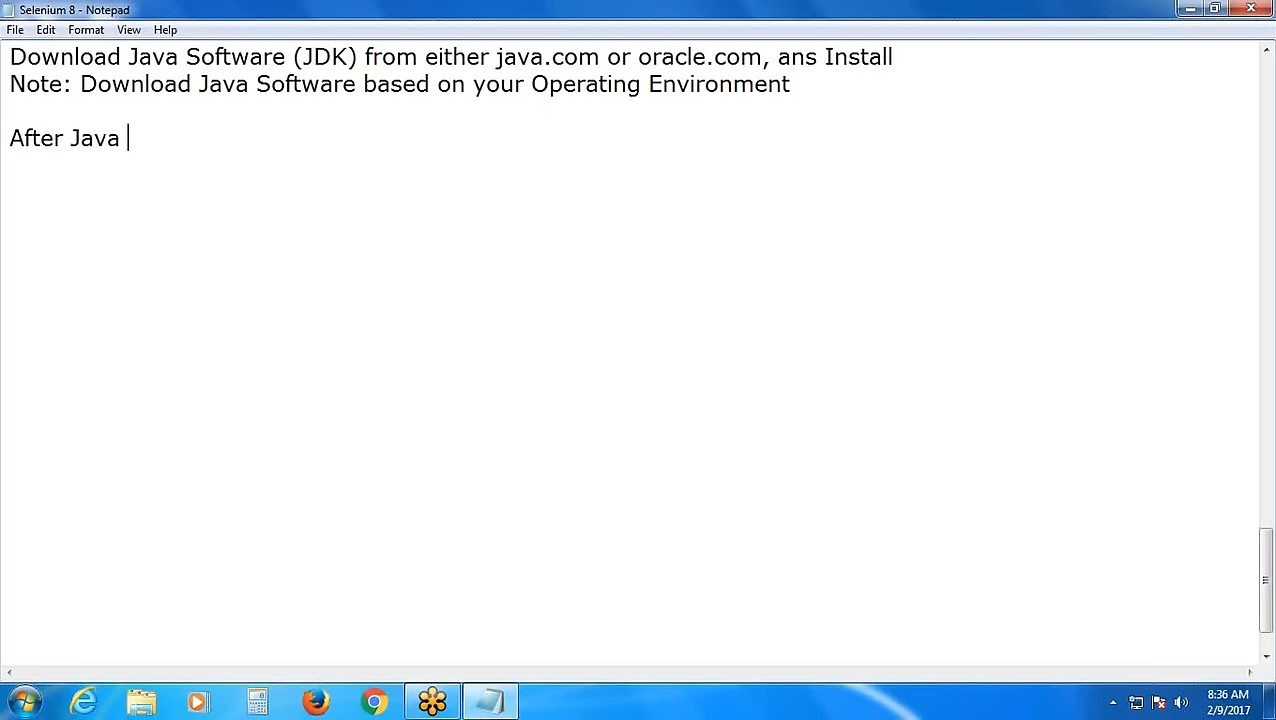 Selenium 8 - Notepad
File Edit Format View Help
Download Java Software (JDK) from either java.com or oracle.com, ans Install
Note: Download Java Software based on your Operating Environment
After Java
8:36 AM
2/9/2017